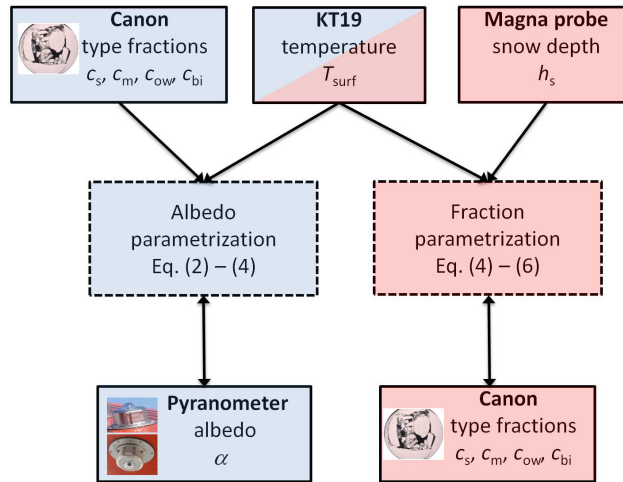 Canon
type fractions
cs, cm, cow, cbi
KT19
temperature
Tsurf
Magna probe
snow depth
hs
Albedo
parametrization
Eq. (2) – (4)
Fraction
parametrization
Eq. (4) – (6)
Pyranometer
albedo
α
Canon
type fractions
cs, cm, cow, cbi